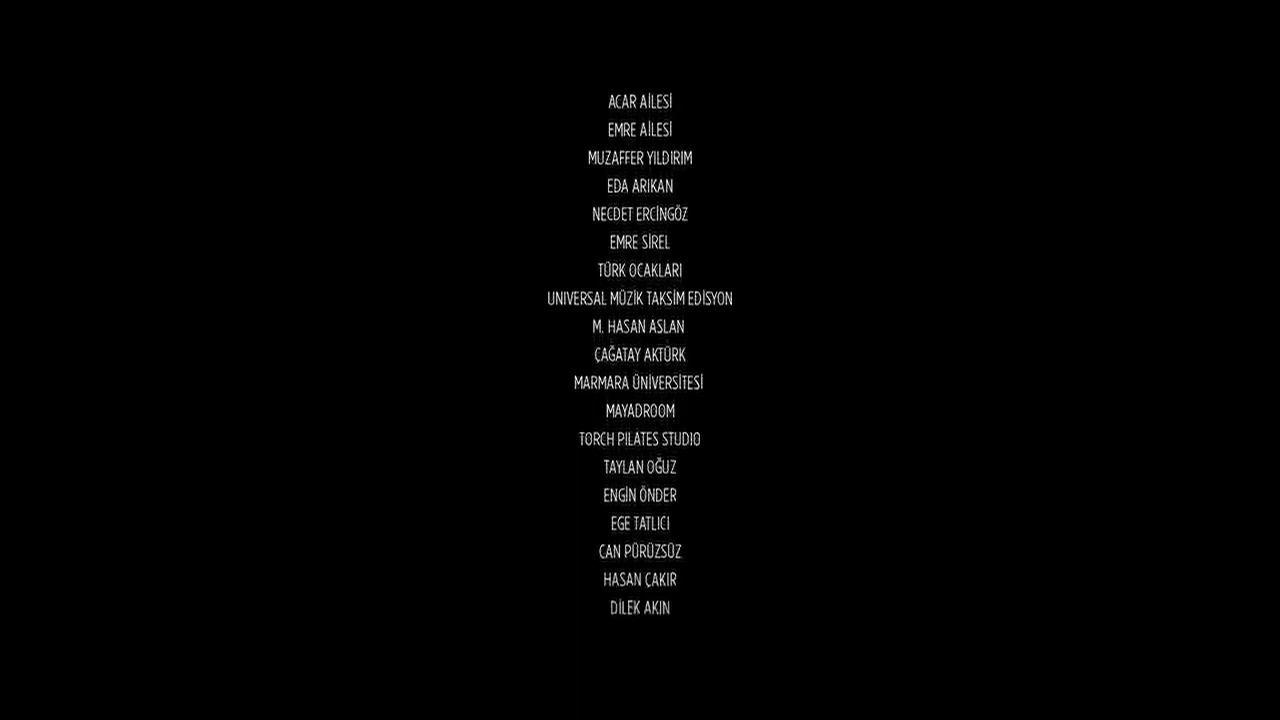 ACAR AİLESİ
EMRE AİLESİ
MUZAFFER YILDIRIM
EDA ARIKAN
NECDET ERCİNGÖZ
EMRE SİREL
TÜRK OCAKLARI
UNIVERSAL MÜZİK TAKSİM EDİSYON
M. HASAN ASLAN
ÇAĞATAY AKTÜRK
MARMARA ÜNİVERSİTESİ
MAYADROOM
TORCH PILATES STUDIO
TAYLAN OĞUZ
ENGİN ÖNDER
EGE TATLICI
CAN PÜRÜZSÜZ
HASAN ÇAKIR
DİLEK AKIN